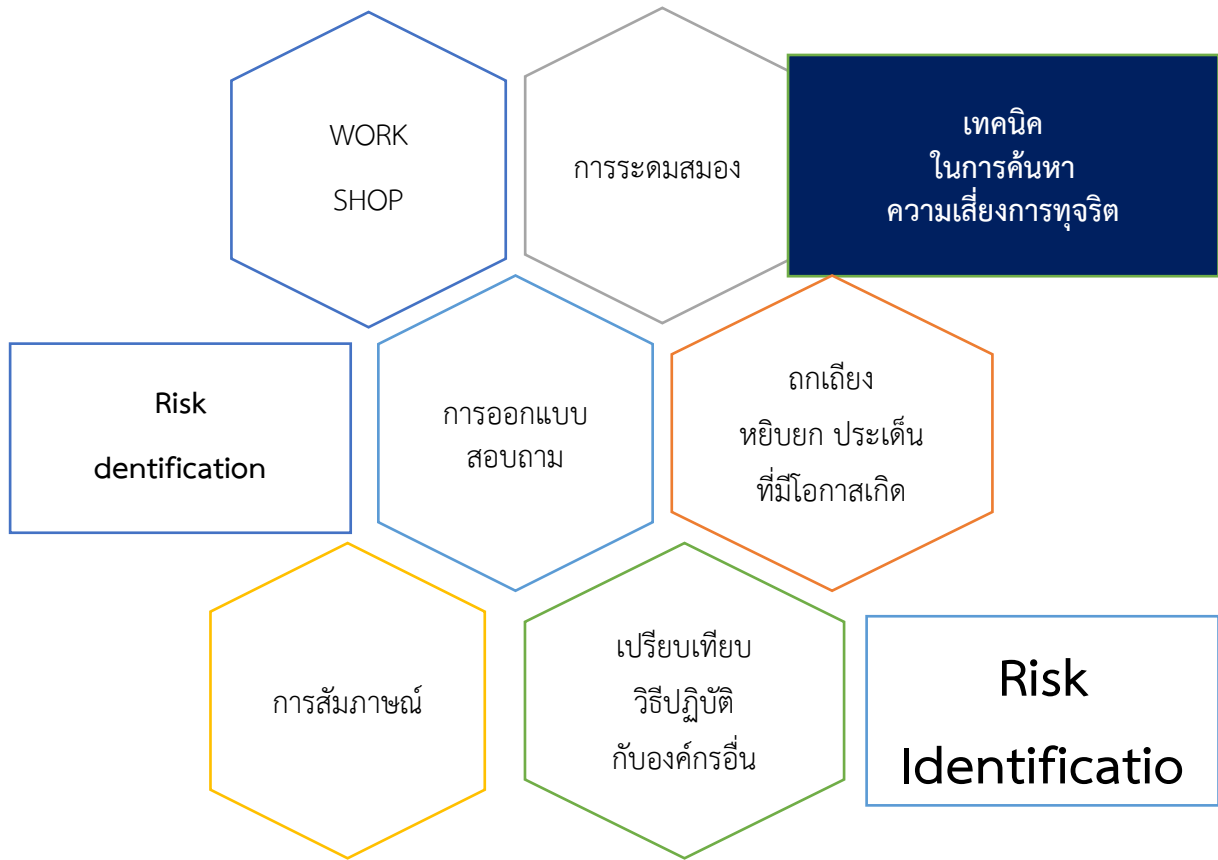 WORK
SHOP
การระดมสมอง
เทคนิค
ในการค้นหา
ความเสี่ยงการทุจริต
Risk
dentification
การออกแบบ
สอบถาม
ถกเถียง
หยิบยก ประเด็น
ที่มีโอกาสเกิด
การสัมภาษณ์
เปรียบเทียบ
วิธีปฏิบัติ
กับองค์กรอื่น
Risk
Identificatio